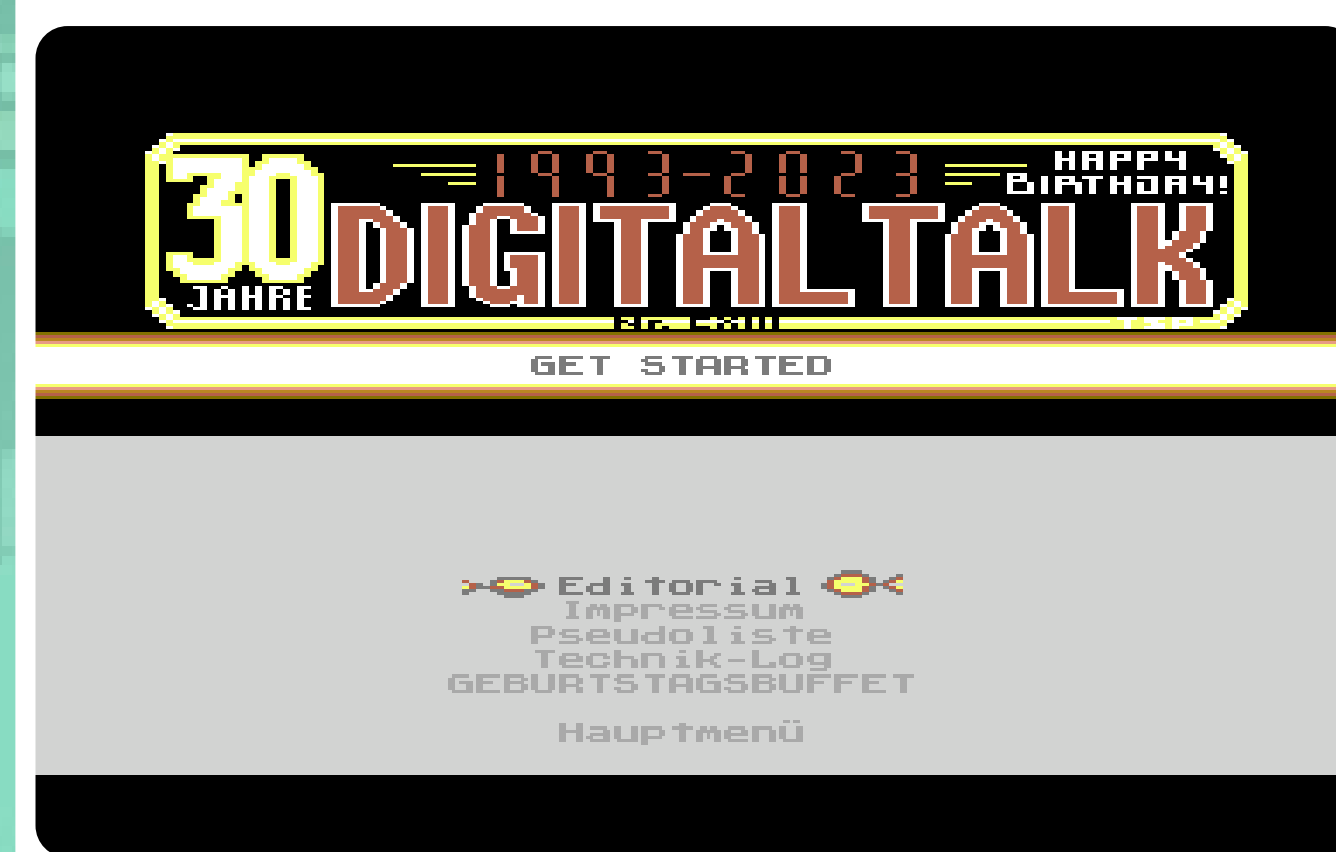 1993-2023
HAPPY
BIRTHDAY!
30
DIGITAL TALK
JAHRE
GET STARTED
Editorial
Impressum
Pseudoliste
Technik-Log
GEBURTSTAGSBUFFET
Hauptmenü